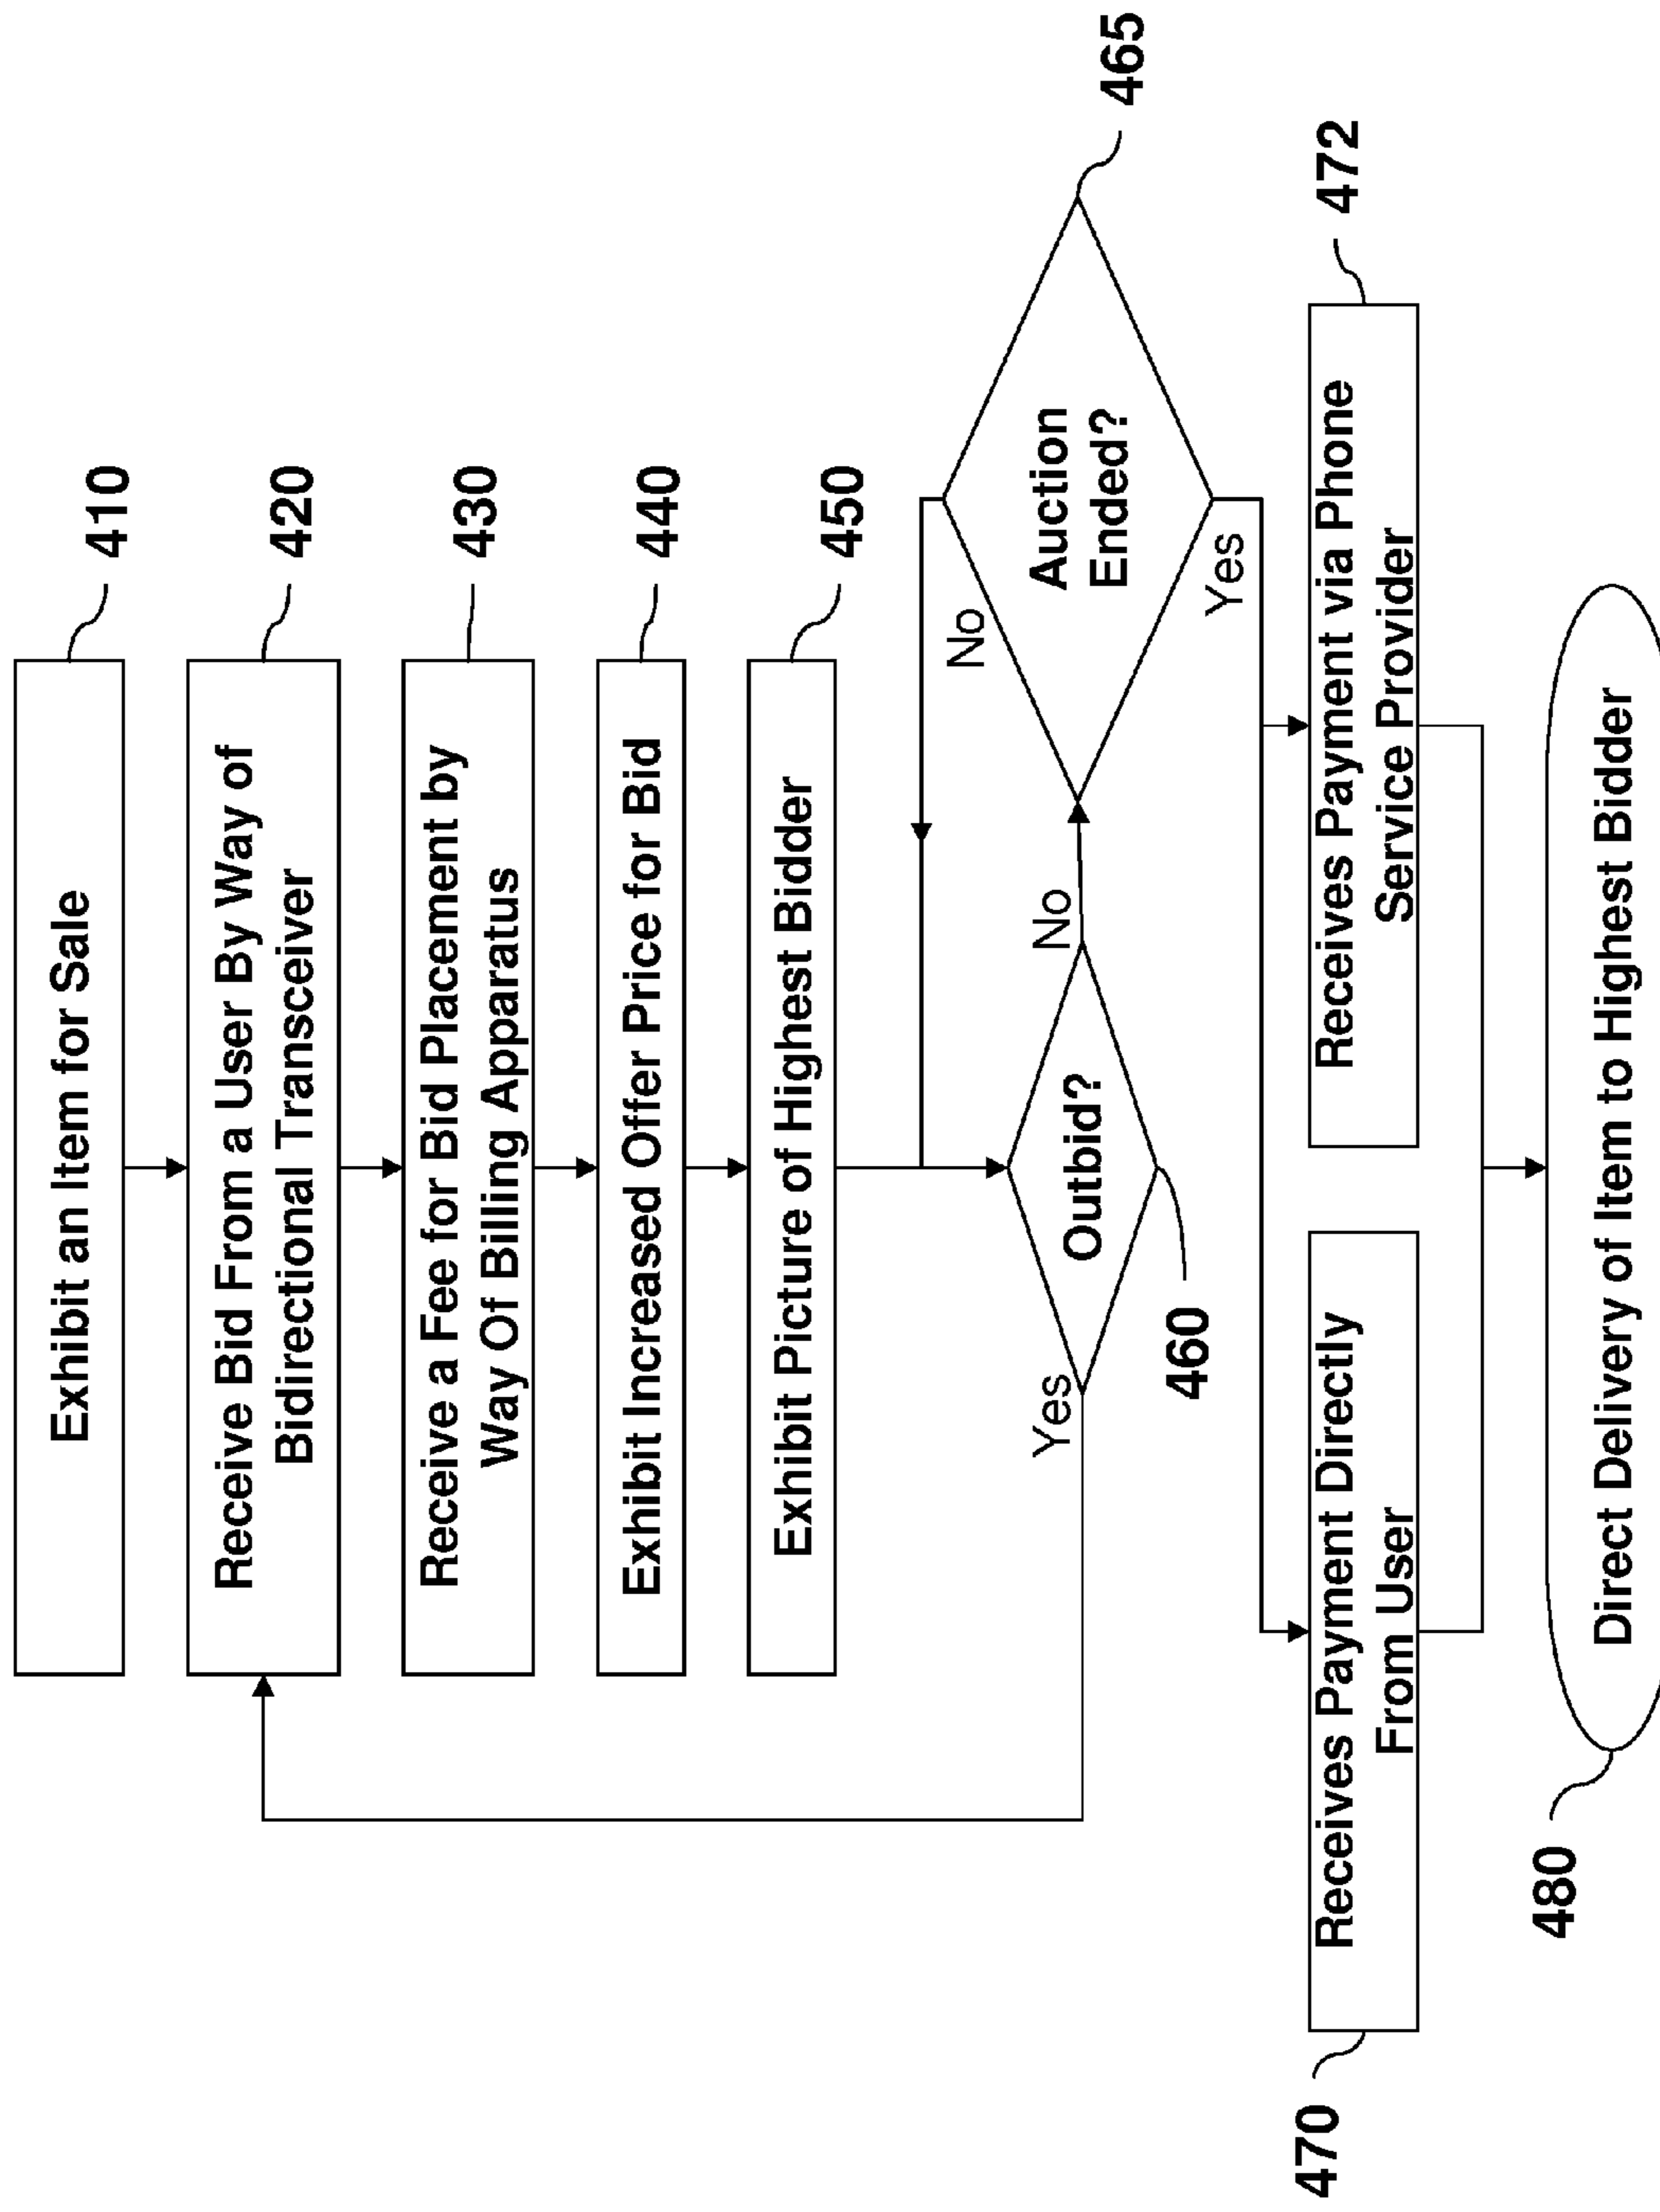 Exhibit an Item for Sale
410
Receive Bid From a User By Way of
Bidirectional Transceiver
420
Receive a Fee for Bid Placement by
Way Of Billing Apparatus
430
Exhibit Increased Offer Price for Bid
440
Exhibit Picture of Highest Bidder
450
Yes
Outbid?
460
No
No
Auction
Ended?
465
Yes
470
Receives Payment Directly
From User
Receives Payment via Phone
Service Provider
472
480
Direct Delivery of Item to Highest Bidder